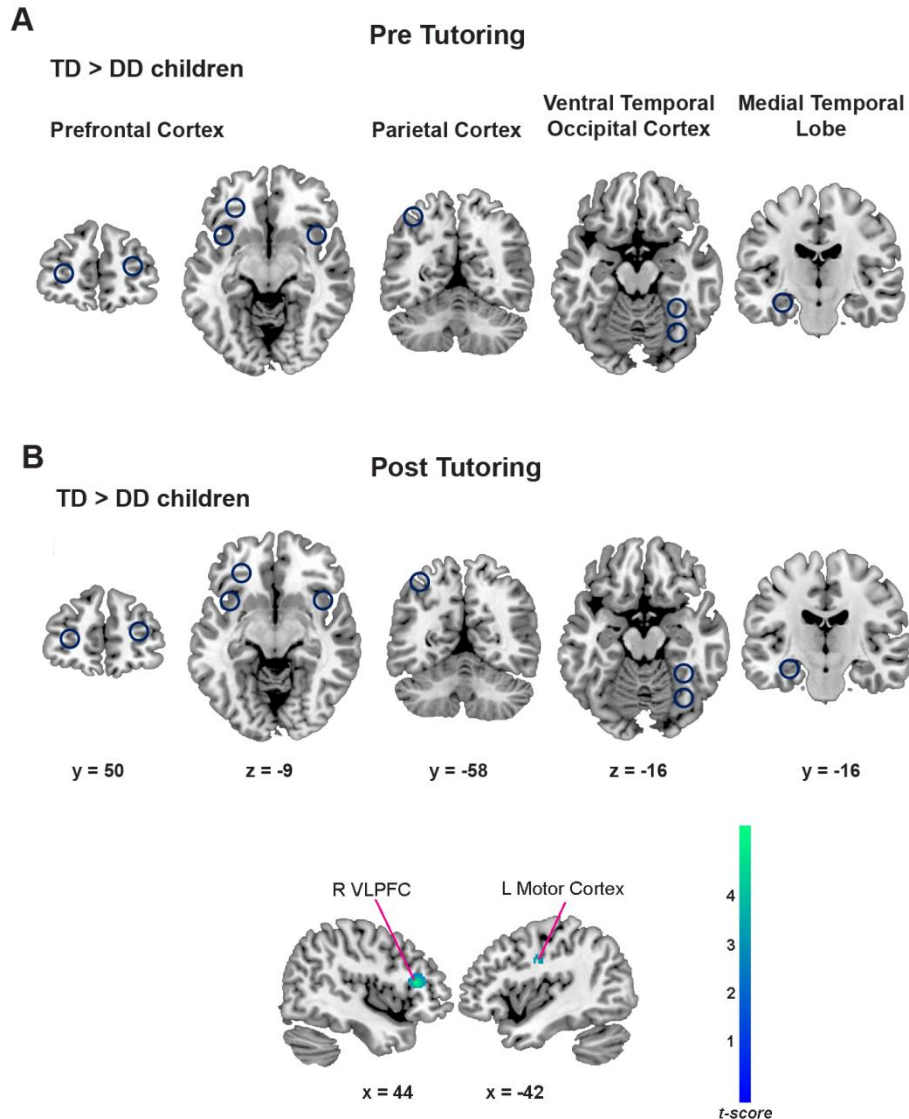 A
Pre Tutoring
TD > DD children
Prefrontal Cortex
Parietal Cortex
Ventral Temporal
Occipital Cortex
Medial Temporal
Lobe
B
Post Tutoring
TD > DD children
y = 50
z = -9
y = -58
z = -16
y = -16
R VLPFC
L Motor Cortex
4
3
2
1
x = 44
x = -42
t-score